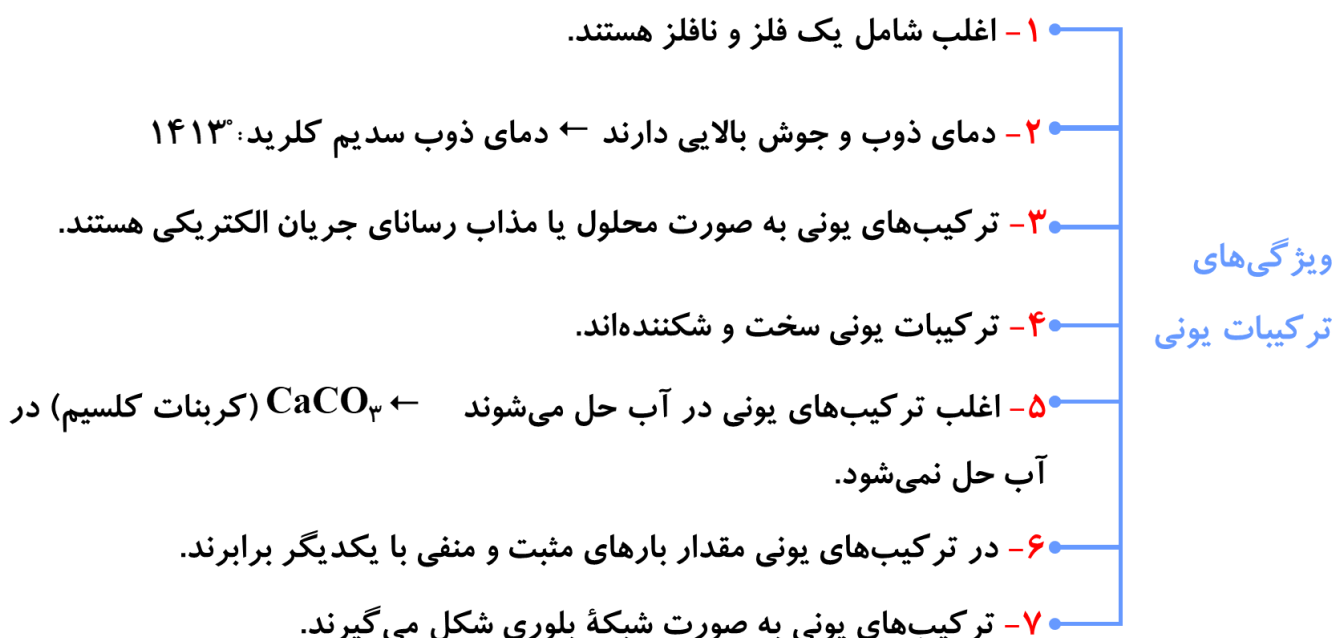 ویژگی‌های
ترکیبات یونی
۱- اغلب شامل یک فلز و نافلز هستند.
۲- دمای ذوب و جوش بالایی دارند ← دمای ذوب سدیم کلرید: ۱۴۱۳°
۳- ترکیب‌های یونی به صورت محلول یا مذاب رسانای جریان الکتریکی هستند.
۴- ترکیبات یونی سخت و شکننده‌اند.
۵- اغلب ترکیب‌های یونی در آب حل می‌شوند ← CaCO۳ (کربنات کلسیم) در
آب حل نمی‌شود.
۶- در ترکیب‌های یونی مقدار بارهای مثبت و منفی با یکدیگر برابرند.
۷- ترکیب‌های یونی به صورت شبکهٔ بلوری شکل می‌گیرند.